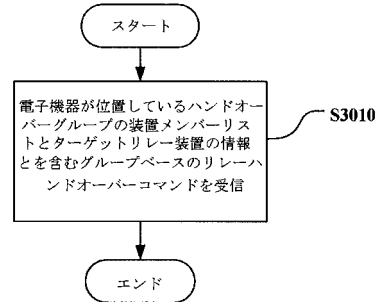 スタート
電子機器が位置しているハンドオー
バーグループの装置メンバーリス
トとターゲットリレー装置の情報
とを含むグループベースのリレーハ
ンドオーバーコマンドを受信
S3010
エンド